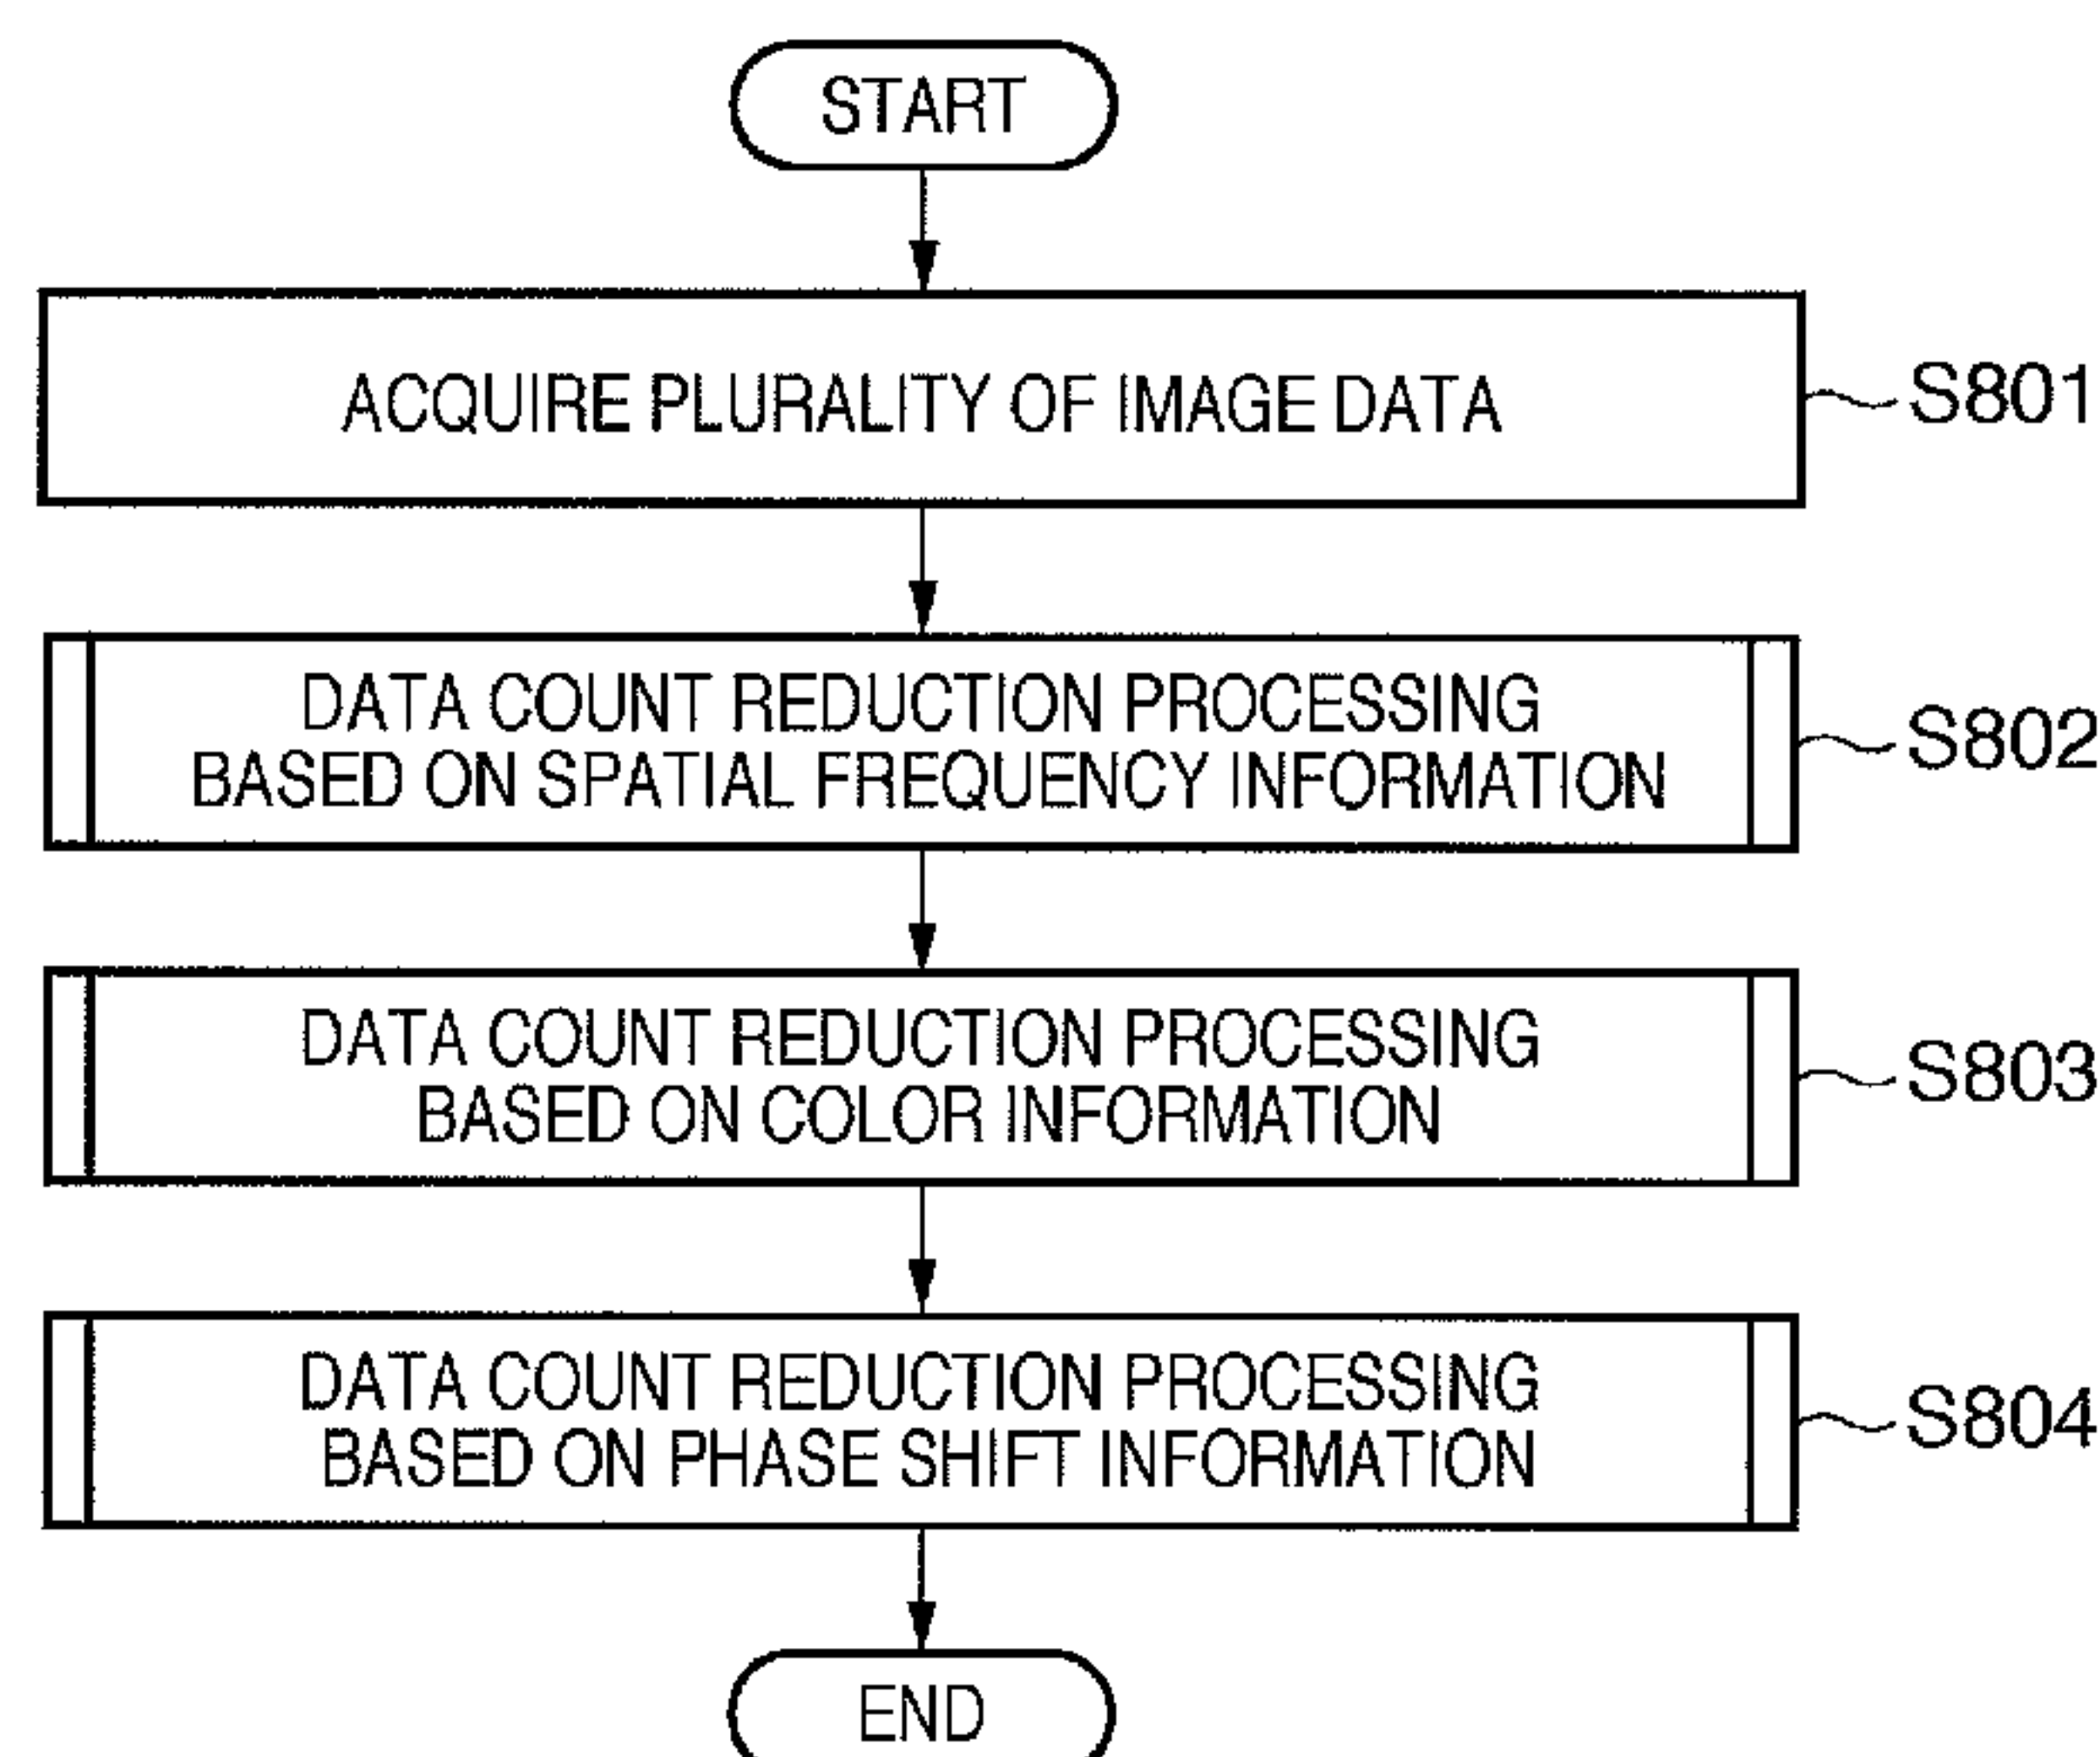 START
ACQUIRE PLURALITY OF IMAGE DATA
S801
DATA COUNT REDUCTION PROCESSING
BASED ON SPATIAL FREQUENCY INFORMATION
S802
DATA COUNT REDUCTION PROCESSING
BASED ON COLOR INFORMATION
S803
DATA COUNT REDUCTION PROCESSING
BASED ON PHASE SHIFT INFORMATION
S804
END